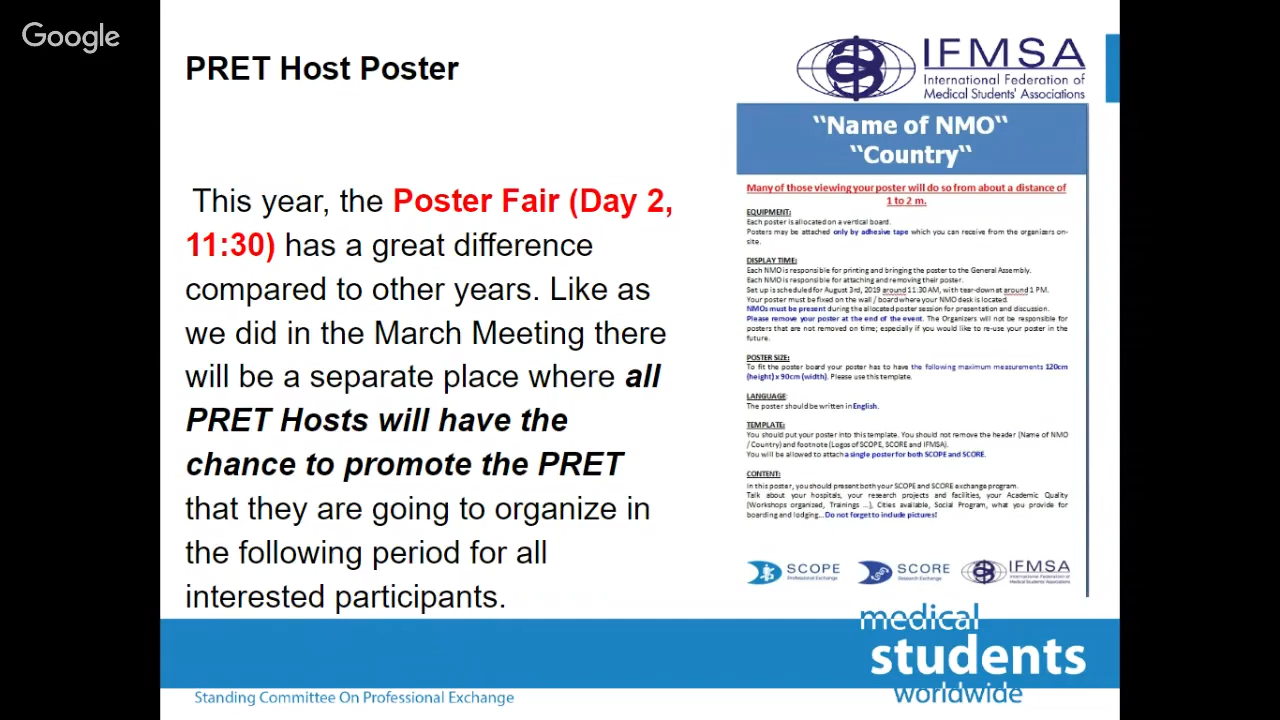 Google
PRET Host Poster
This year, the Poster Fair (Day 2,
11:30) has a great difference
compared to other years. Like as
we did in the March Meeting there
will be a separate place where all
PRET Hosts will have the
chance to promote the PRET
that they are going to organize in
the following period for all
interested participants.
IFMSA
International Federation of
Medical Students' Associations
“Name of NMO“
“Country“
Many of those viewing your poster will do so from about a distance of
1 to 2 m.
EQUIPMENT:
Each poster is allocated on a vertical board.
Posters may be attached only by adhesive tape which you can receive from the organizers on-
site.
DISPLAY TIME:
Each NMO is responsible for printing and bringing the poster to the General Assembly.
Each NMO is responsible for attaching and removing their poster.
Set up is scheduled for August 3rd, 2019 around 11:30 AM, with tear-down at around 1 PM.
Your poster must be fixed on the wall / board where your NMO desk is located.
NMOs must be present during the allocated poster session for presentation and discussion.
Please remove your poster at the end of the event. The Organizers will not be responsible for
posters that are not removed on time; especially if you would like to re-use your poster in the
future.
POSTER SIZE:
To fit the poster board your poster has to have the following maximum measurements 120cm
(height) x 90cm (width). Please use this template.
LANGUAGE:
The poster should be written in English.
TEMPLATE:
You should put your poster into this template. You should not remove the header (Name of NMO
/ Country) and footnote (Logos of SCOPE, SCORE and IFMSA).
You will be allowed to attach a single poster for both SCOPE and SCORE.
CONTENT:
In this poster, you should present both your SCOPE and SCORE exchange program.
Talk about your hospitals, your research projects and facilities, your Academic Quality
(Workshops organized, Trainings ...), Cities available, Social Program, what you provide for
boarding and lodging... Do not forget to include pictures!
SCOPE
Professional Exchange
SCORE
Research Exchange
IFMSA
International Federation of
Medical Students' Associations
medical
students
worldwide
Standing Committee On Professional Exchange